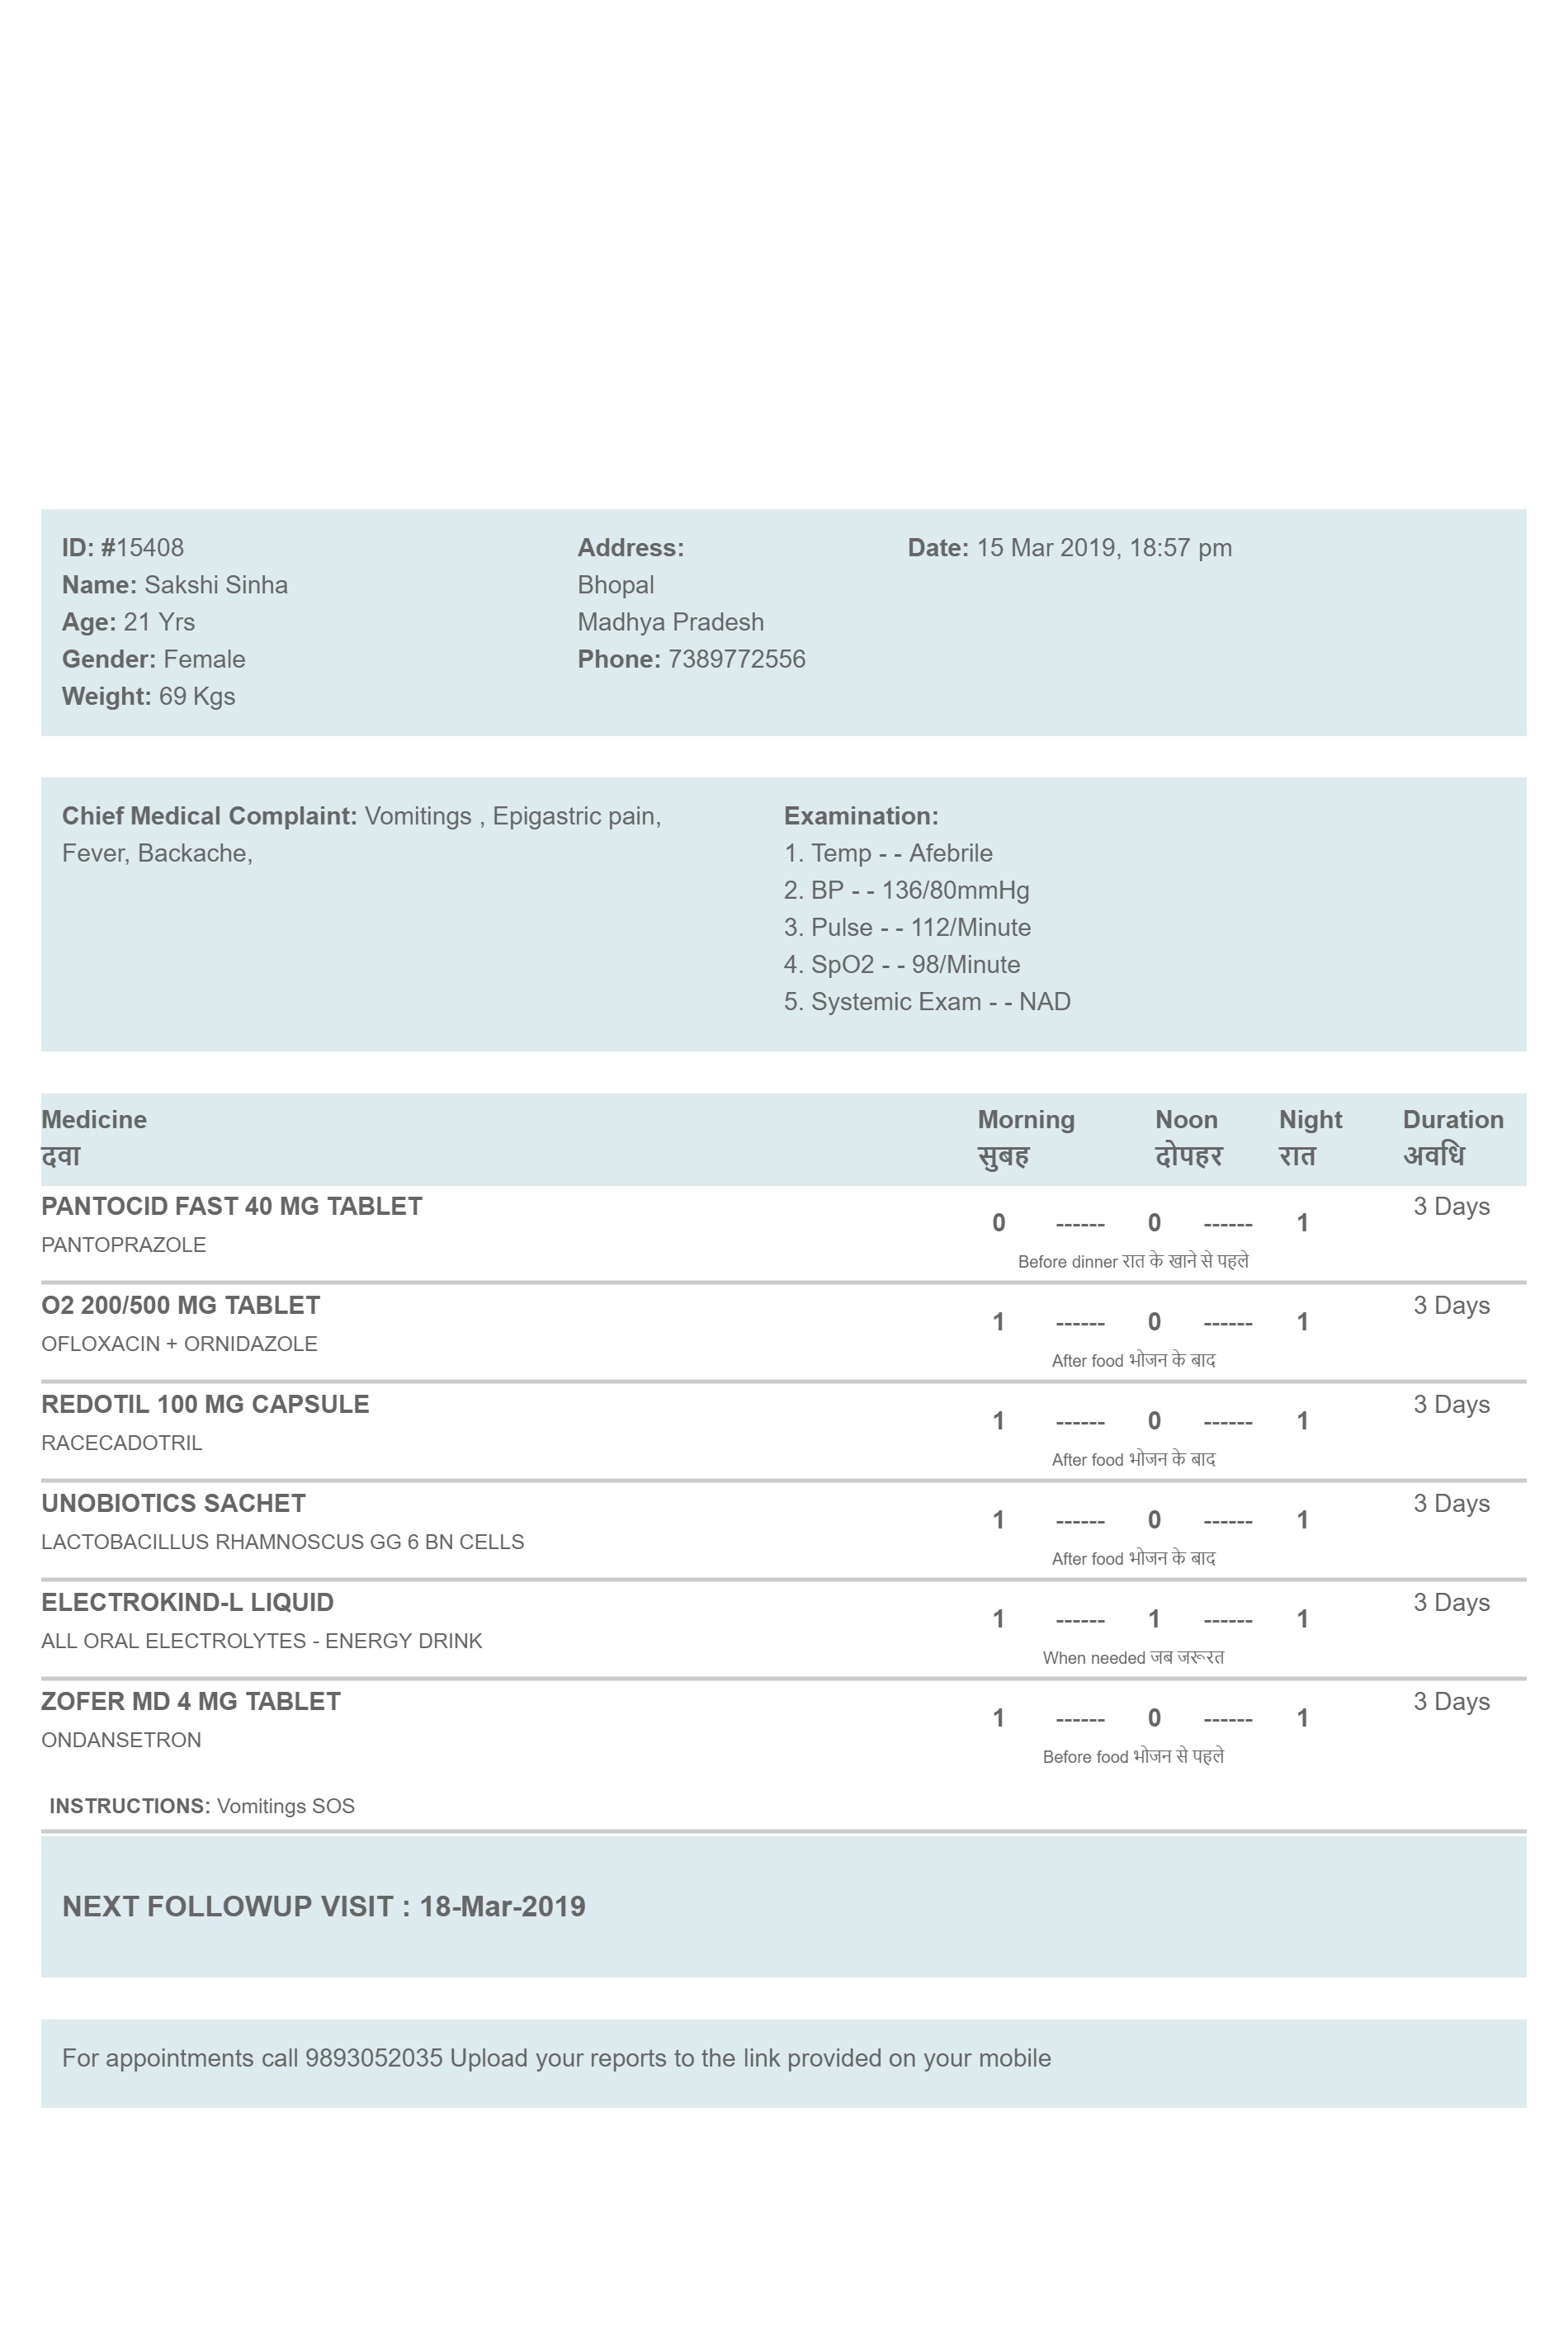 ID: #15408
Name: Sakshi Sinha
Age: 21 Yrs
Gender: Female
Weight: 69 Kgs
Address:
Bhopal
Madhya Pradesh
Phone: 7389772556
Date: 15 Mar 2019, 18:57 pm
Chief Medical Complaint: Vomitings , Epigastric pain,
Fever, Backache,
Examination:
1. Temp - - Afebrile
2. BP - - 136/80mmHg
3. Pulse - - 112/Minute
4. SpO2 - - 98/Minute
5. Systemic Exam - - NAD
Medicine Morning Noon Night Duration
दवा सुबह दोपहर रात अवधि
PANTOCID FAST 40 MG TABLET 0 ------ 0 ------ 1 3 Days
PANTOPRAZOLE Before dinner रात के खाने से पहले
O2 200/500 MG TABLET 1 ------ 0 ------ 1 3 Days
OFLOXACIN + ORNIDAZOLE After food भोजन के बाद
REDOTIL 100 MG CAPSULE 1 ------ 0 ------ 1 3 Days
RACECADOTRIL After food भोजन के बाद
UNOBIOTICS SACHET 1 ------ 0 ------ 1 3 Days
LACTOBACILLUS RHAMNOSCUS GG 6 BN CELLS After food भोजन के बाद
ELECTROKIND-L LIQUID 1 ------ 1 ------ 1 3 Days
ALL ORAL ELECTROLYTES - ENERGY DRINK When needed जब जरूरत
ZOFER MD 4 MG TABLET 1 ------ 0 ------ 1 3 Days
ONDANSETRON Before food भोजन से पहले
INSTRUCTIONS: Vomitings SOS
NEXT FOLLOWUP VISIT : 18-Mar-2019
For appointments call 9893052035 Upload your reports to the link provided on your mobile